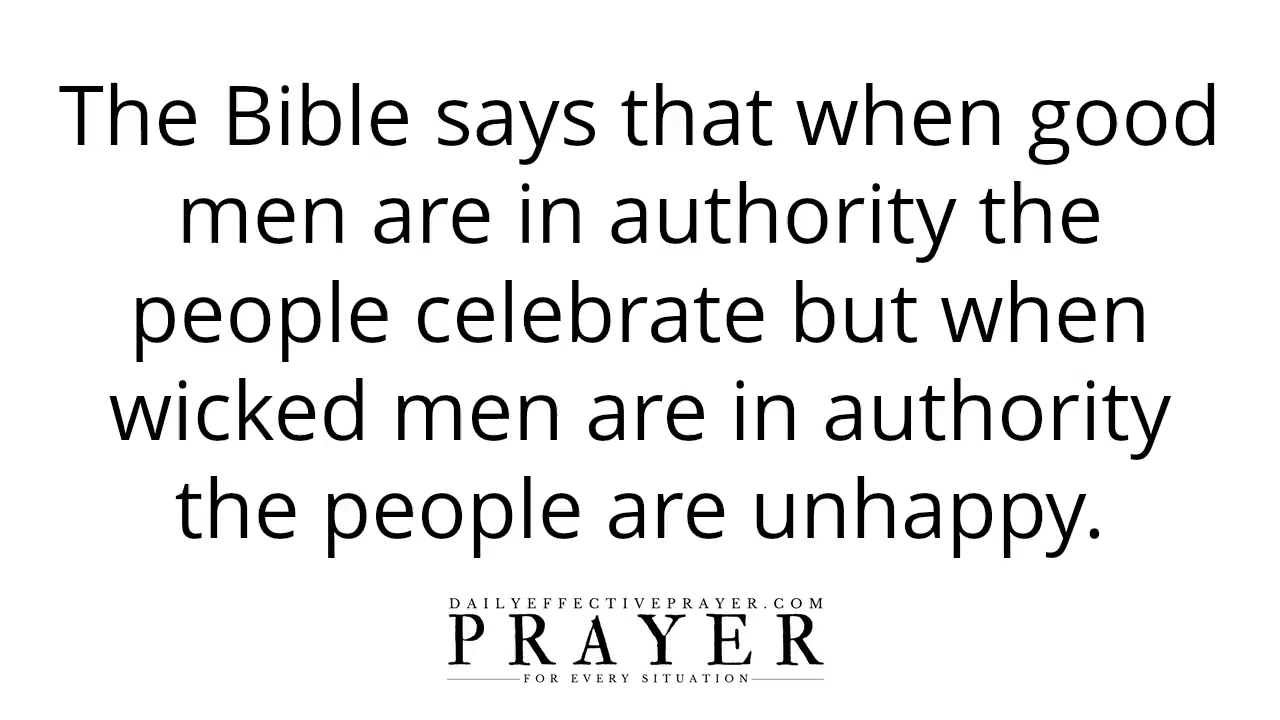 The Bible says that when good
men are in authority the
people celebrate but when
wicked men are in authority
the people are unhappy.
DAILYEFFECTIVEPRAYER.COM
PRAYER
FOR EVERY SITUATION